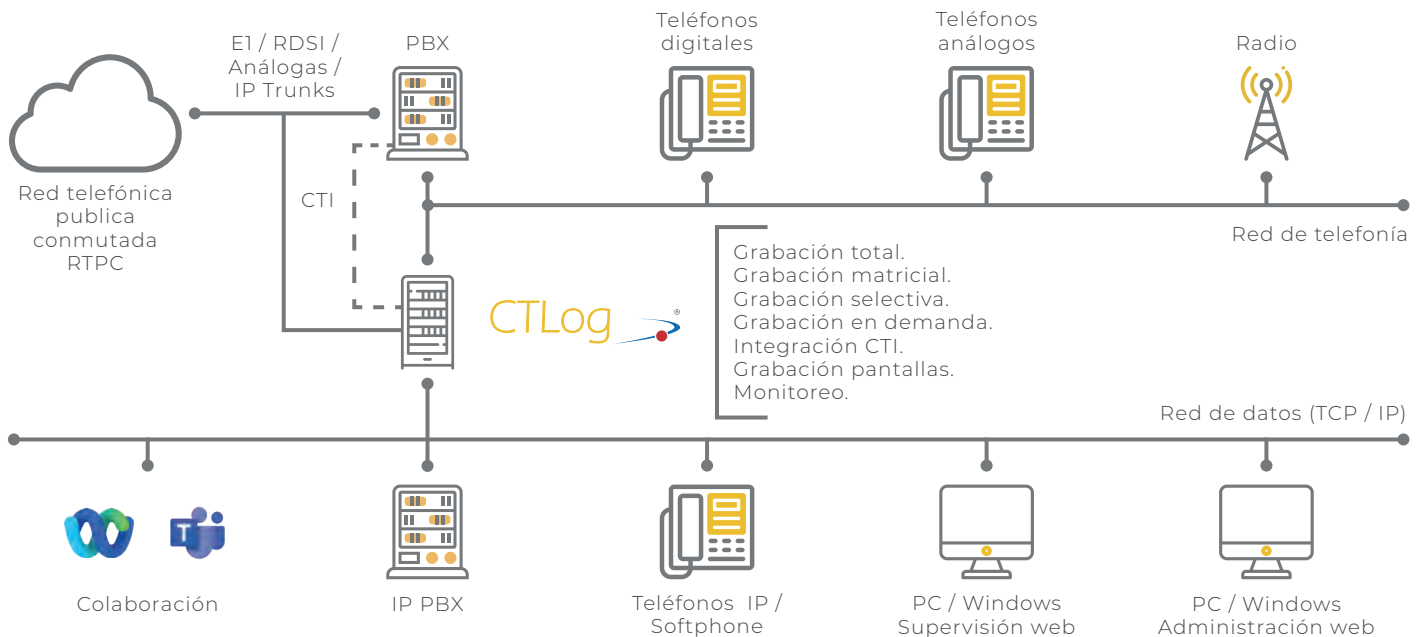 E1 / RDSI /
Análogas /
IP Trunks
PBX
Teléfonos
digitales
Teléfonos
análogos
Radio
Red telefónica
publica
conmutada
RTPC
CTI
Red de telefonía
CTLog
®
Grabación total.
Grabación matricial.
Grabación selectiva.
Grabación en demanda.
Integración CTI.
Grabación pantallas.
Monitoreo.
Red de datos (TCP / IP)
T
Colaboración
IP PBX
Teléfonos IP /
Softphone
PC / Windows
Supervisión web
PC / Windows
Administración web